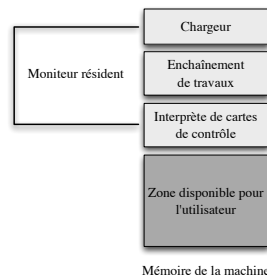 Chargeur
Moniteur résident
Enchaînement
de travaux
Interprète de cartes
de contrôle
Zone disponible pour
l'utilisateur
Mémoire de la machine